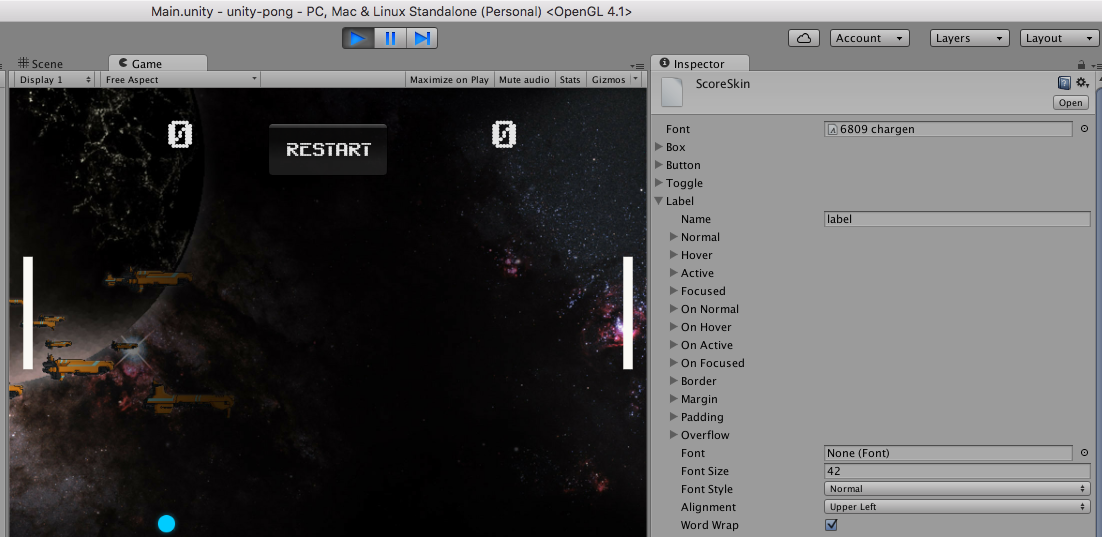 Main.unity - unity-pong - PC, Mac & Linux Standalone (Personal) <OpenGL 4.1>
Account
Layers
Layout
Scene
Game
Inspector
Display 1
Free Aspect
Maximize on Play
Mute audio
Stats
Gizmos
ScoreSkin
Open
0
RESTART
0
Font
6809 chargen
Box
Button
Toggle
Label
Name
label
Normal
Hover
Active
Focused
On Normal
On Hover
On Active
On Focused
Border
Margin
Padding
Overflow
Font
None (Font)
Font Size
42
Font Style
Normal
Alignment
Upper Left
Word Wrap